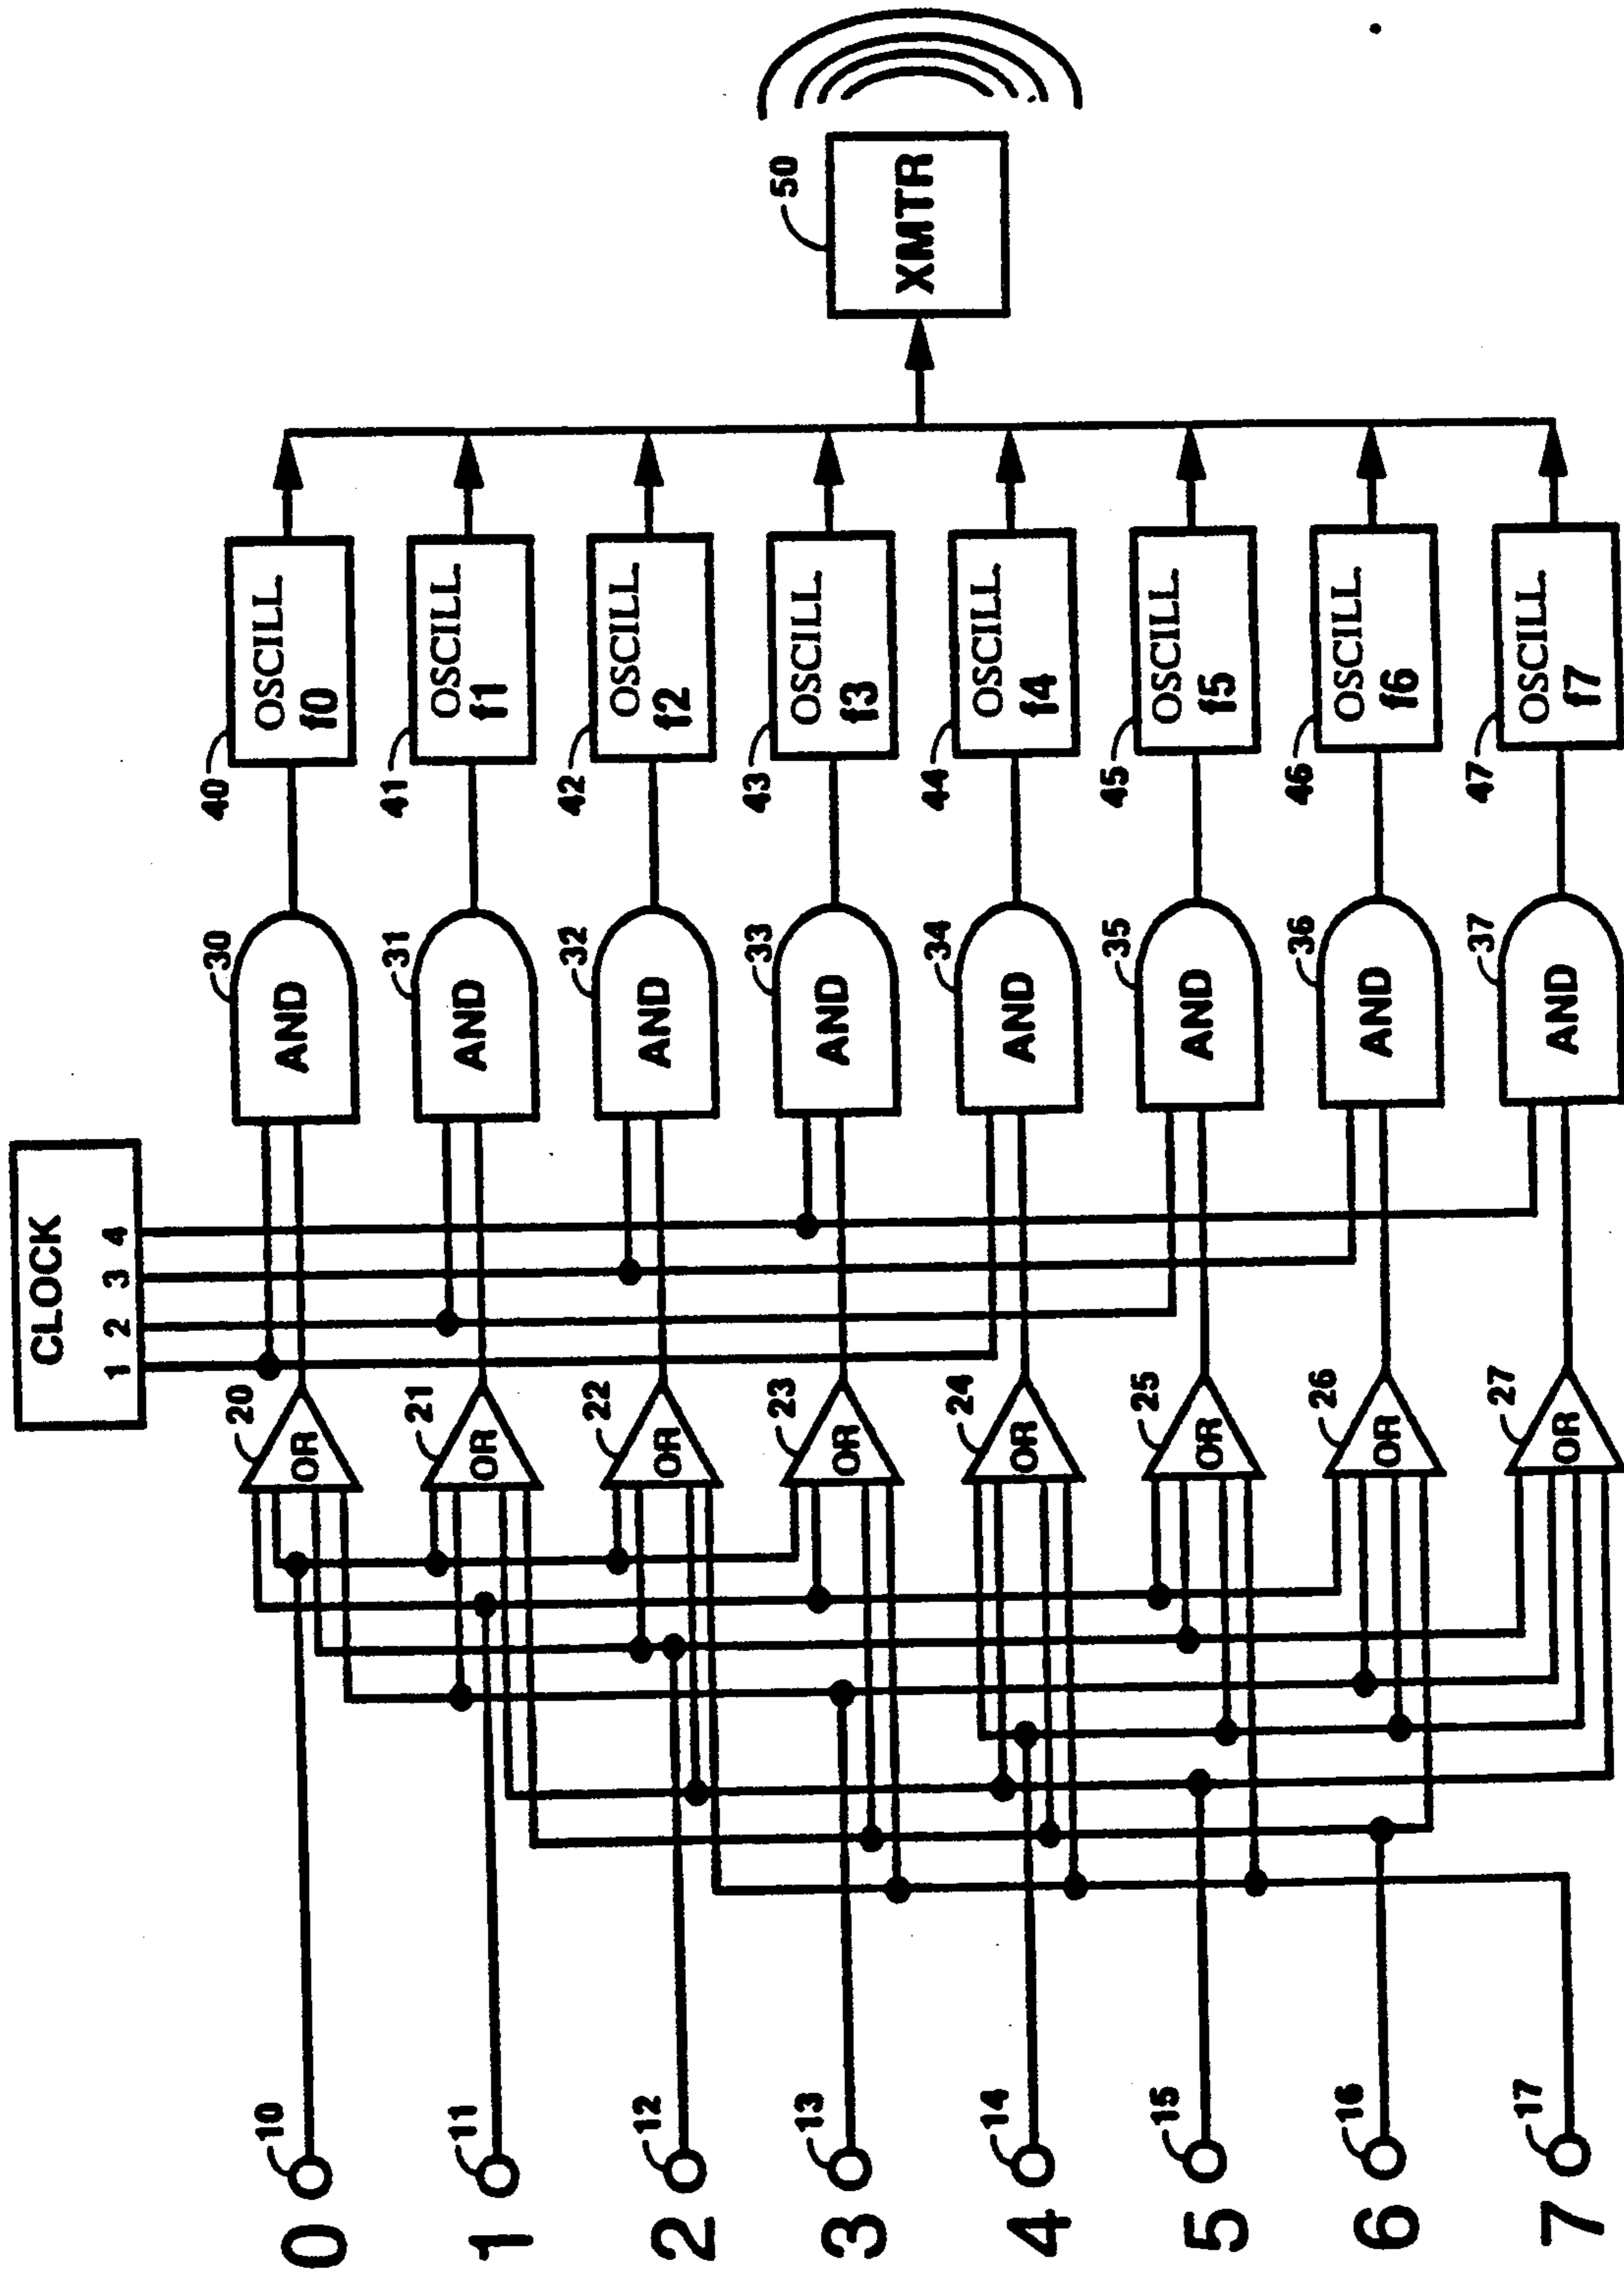 CLOCK
1 2 3 4
0
10
20
OR
30
AND
40
OSCILL.
f0
1
11
21
OR
31
AND
41
OSCILL.
f1
2
12
22
OR
32
AND
42
OSCILL.
f2
3
13
23
OR
33
AND
43
OSCILL.
f3
50
XMTR
4
14
24
OR
34
AND
44
OSCILL.
f4
5
15
25
OR
35
AND
45
OSCILL.
f5
6
16
26
OR
36
AND
46
OSCILL.
f6
7
17
27
OR
37
AND
47
OSCILL.
f7